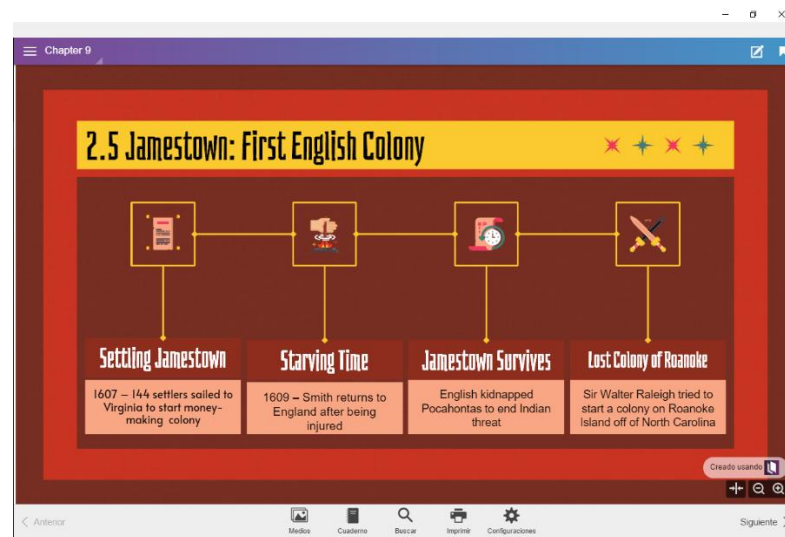 Chapter 9
2.5 Jamestown: First English Colony
Settling Jamestown
1607 – 144 settlers sailed to
Virginia to start money-
making colony
Starving Time
1609 – Smith returns to
England after being
injured
Jamestown Survives
English kidnapped
Pocahontas to end Indian
threat
Lost Colony of Roanoke
Sir Walter Raleigh tried to
start a colony on Roanoke
Island off of North Carolina
Creado usando
Anterior
Medios
Cuaderno
Buscar
Imprimir
Configuraciones
Siguiente